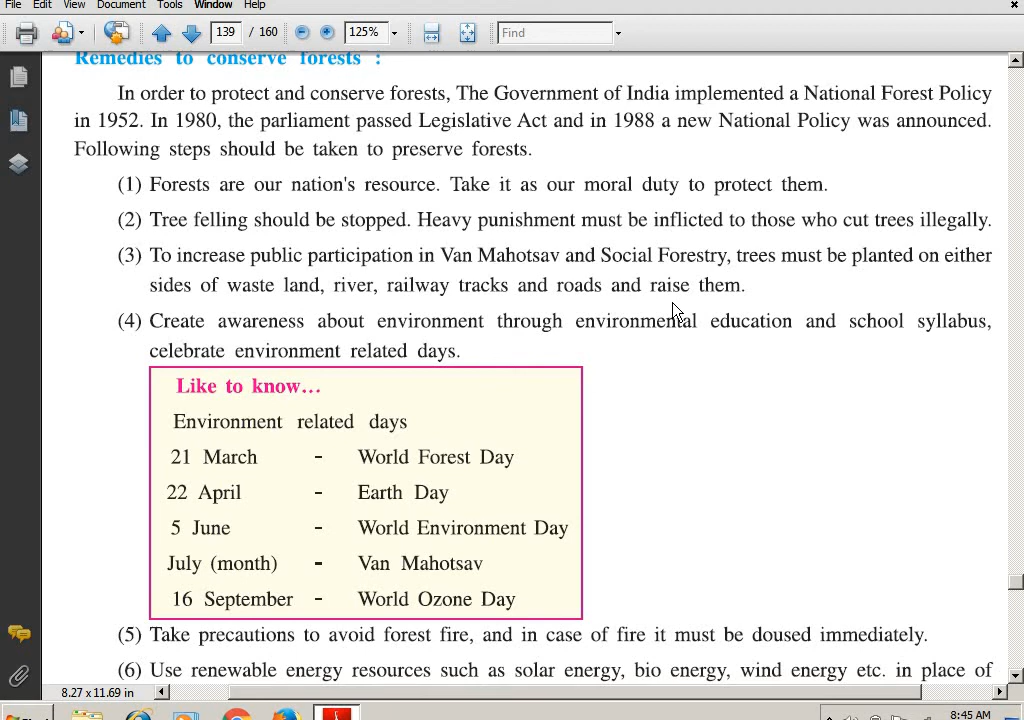 File Edit View Document Tools Window Help
139 / 160 125% Find
Remedies to conserve forests :
In order to protect and conserve forests, The Government of India implemented a National Forest Policy
in 1952. In 1980, the parliament passed Legislative Act and in 1988 a new National Policy was announced.
Following steps should be taken to preserve forests.
(1) Forests are our nation's resource. Take it as our moral duty to protect them.
(2) Tree felling should be stopped. Heavy punishment must be inflicted to those who cut trees illegally.
(3) To increase public participation in Van Mahotsav and Social Forestry, trees must be planted on either
sides of waste land, river, railway tracks and roads and raise them.
(4) Create awareness about environment through environmental education and school syllabus,
celebrate environment related days.
Like to know...
Environment related days
21 March - World Forest Day
22 April - Earth Day
5 June - World Environment Day
July (month) - Van Mahotsav
16 September - World Ozone Day
(5) Take precautions to avoid forest fire, and in case of fire it must be doused immediately.
(6) Use renewable energy resources such as solar energy, bio energy, wind energy etc. in place of
8.27 x 11.69 in
8:45 AM